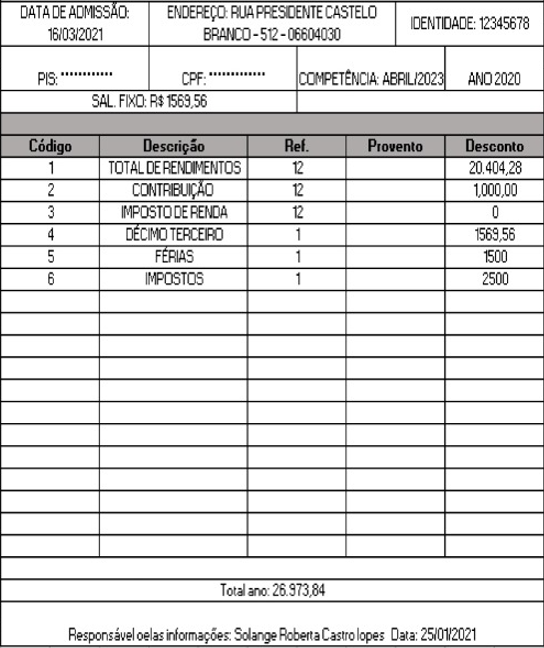 DATA DE ADMISSÃO: ENDEREÇO: RUA PRESIDENTE CASTELO IDENTIDADE: 12345678
16/03/2021 BRANCO - 512 - 06604030
PIS: ************ CPF: ************* COMPETÊNCIA: ABRIL/2023 ANO 2020
SAL. FIXO: R$ 1569,56
Código Descrição Ref. Provento Desconto
1 TOTAL DE RENDIMENTOS 12 20.404,28
2 CONTRIBUIÇÃO 12 1,000,00
3 IMPOSTO DE RENDA 12 0
4 DÉCIMO TERCEIRO 1 1569,56
5 FÉRIAS 1 1500
6 IMPOSTOS 1 2500
Total ano: 26.973,84
Responsável oelas informações: Solange Roberta Castro lopes Data: 25/01/2021